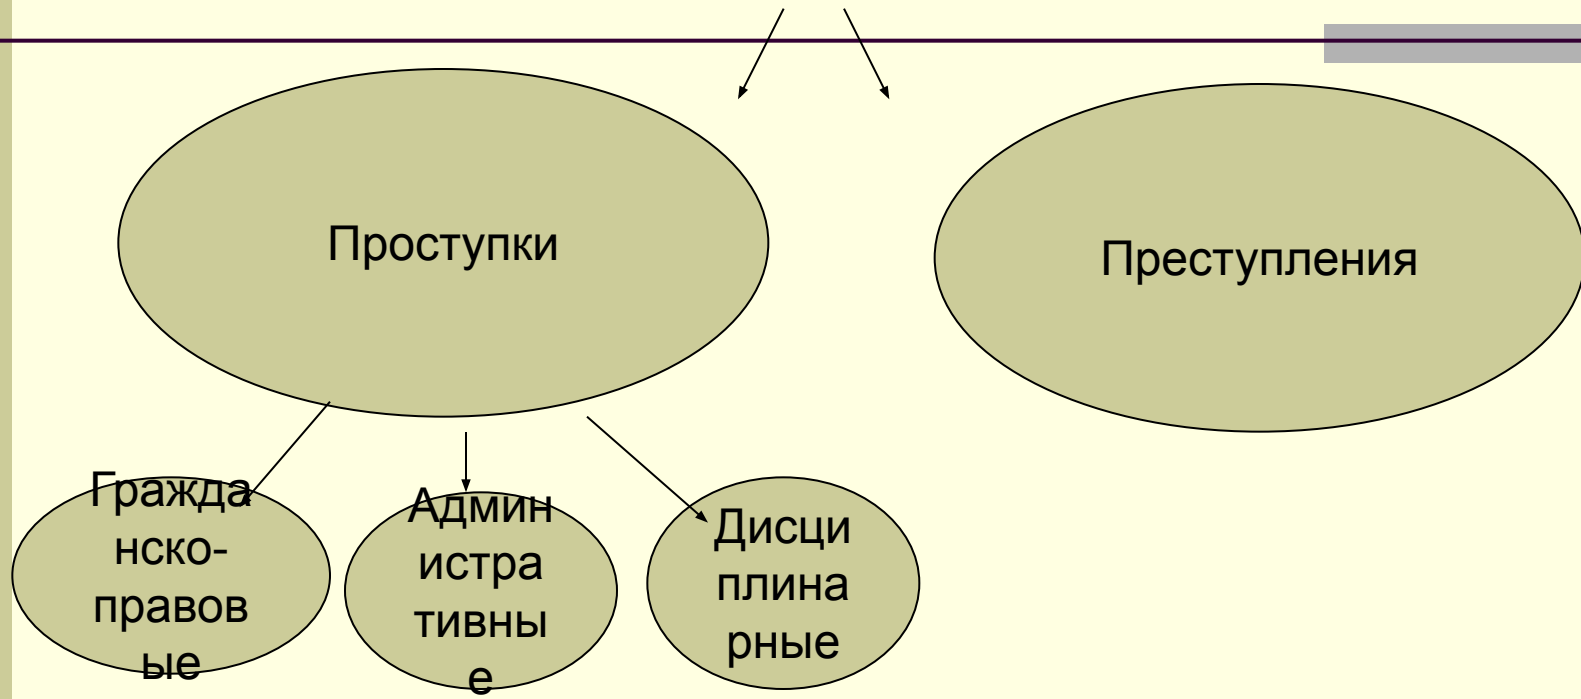 Проступки
Преступления
Гражда
нско-
правов
ые
Админ
истра
тивны
е
Дисци
плина
рные